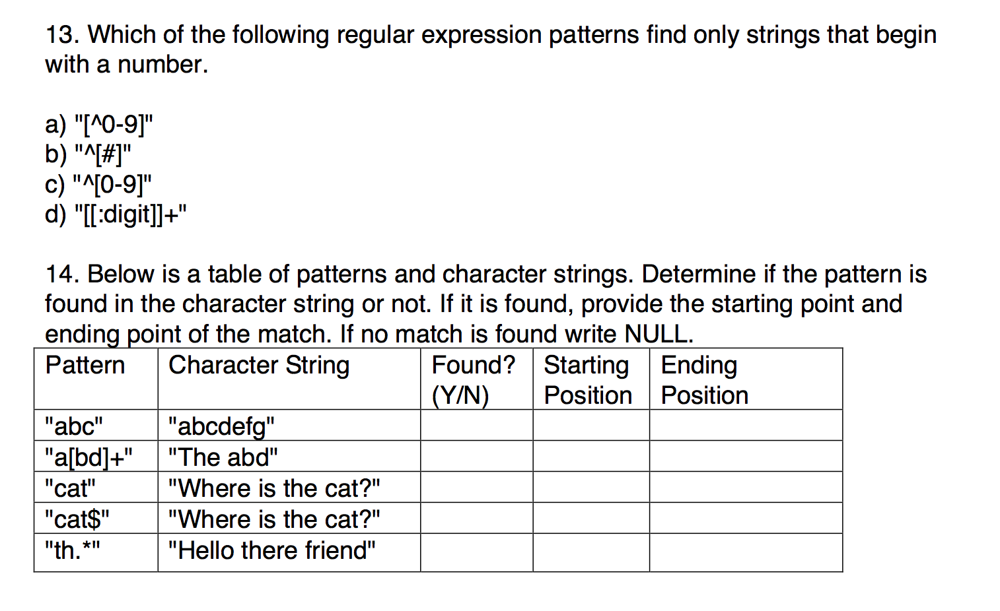 13. Which of the following regular expression patterns find only strings that begin
with a number.
a) "[^0-9]"
b) "^[#]"
c) "^[0-9]"
d) "[[:digit]]+"
14. Below is a table of patterns and character strings. Determine if the pattern is
found in the character string or not. If it is found, provide the starting point and
ending point of the match. If no match is found write NULL.
Pattern Character String Found? Starting Ending
(Y/N) Position Position
"abc" "abcdefg"
"a[bd]+" "The abd"
"cat" "Where is the cat?"
"cat$" "Where is the cat?"
"th.*" "Hello there friend"